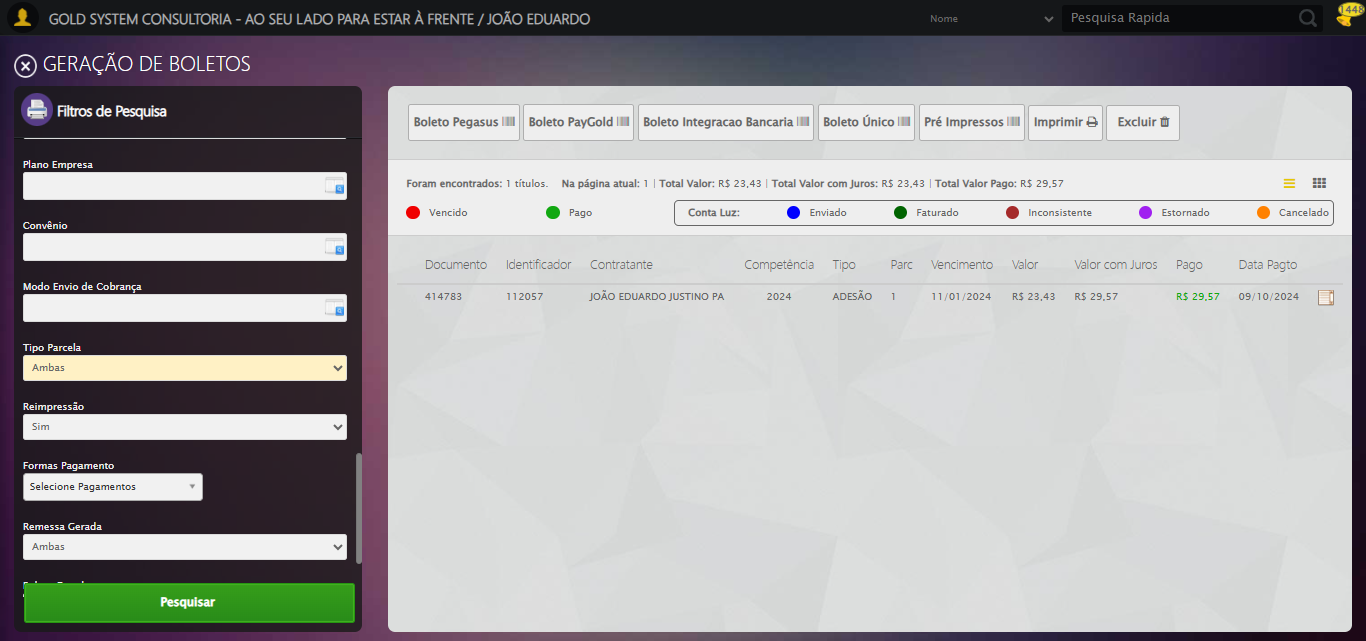 GOLD SYSTEM CONSULTORIA - AO SEU LADO PARA ESTAR À FRENTE / JOÃO EDUARDO
Nome
Pesquisa Rapida
1448
GERAÇÃO DE BOLETOS
Filtros de Pesquisa
Plano Empresa
Convênio
Modo Envio de Cobrança
Tipo Parcela
Ambas
Reimpressão
Sim
Formas Pagamento
Selecione Pagamentos
Remessa Gerada
Ambas
Pesquisar
Boleto Pegasus Boleto PayGold Boleto Integracao Bancaria Boleto Único Pré Impressos Imprimir Excluir
Foram encontrados: 1 títulos. Na página atual: 1 | Total Valor: R$ 23,43 | Total Valor com Juros: R$ 23,43 | Total Valor Pago: R$ 29,57
Vencido Pago Conta Luz: Enviado Faturado Inconsistente Estornado Cancelado
Documento Identificador Contratante Competência Tipo Parc Vencimento Valor Valor com Juros Pago Data Pagto
414783 112057 JOÃO EDUARDO JUSTINO PA 2024 ADESÃO 1 11/01/2024 R$ 23,43 R$ 29,57 R$ 29,57 09/10/2024